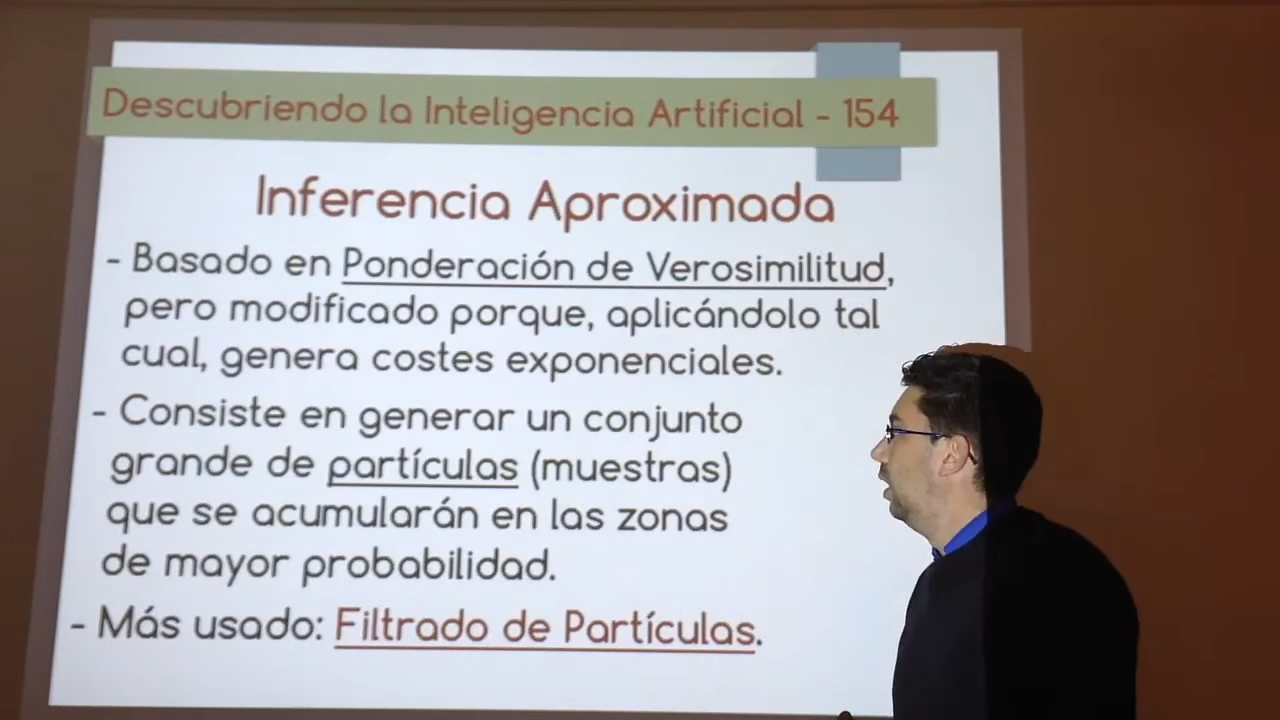 Descubriendo la Inteligencia Artificial - 154
Inferencia Aproximada
- Basado en Ponderación de Verosimilitud,
pero modificado porque, aplicándolo tal
cual, genera costes exponenciales.
- Consiste en generar un conjunto
grande de partículas (muestras)
que se acumularán en las zonas
de mayor probabilidad.
- Más usado: Filtrado de Partículas.